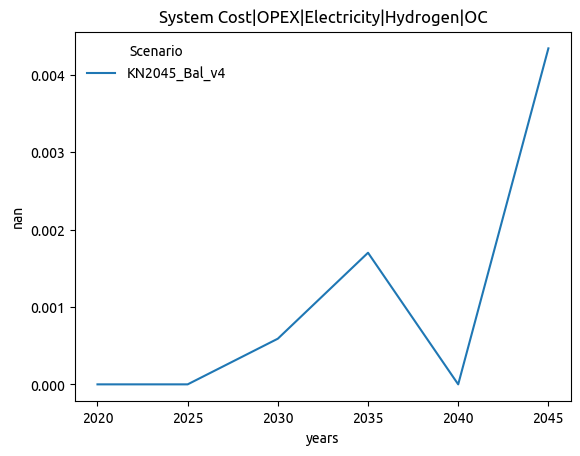 System Cost|OPEX|Electricity|Hydrogen|OC
Scenario
KN2045_Bal_v4
0.004
0.003
0.002
0.001
0.000
nan
2020 2025 2030 2035 2040 2045
years